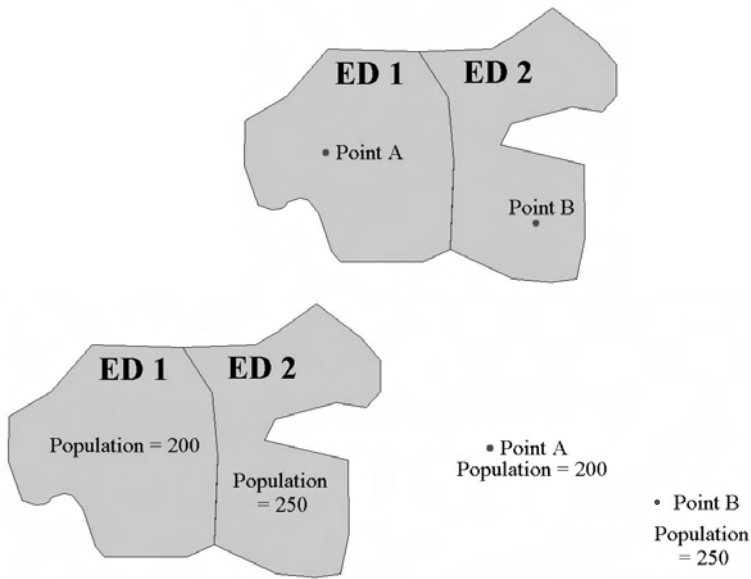 ED 1
ED 2
Point A
Point B
ED 1
ED 2
Population = 200
Population
= 250
Point A
Population = 200
Point B
Population
= 250